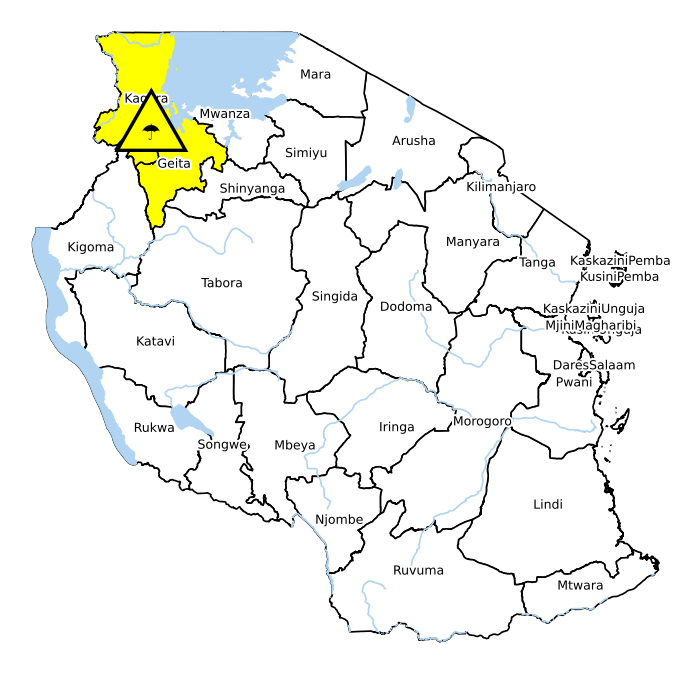 Mara
Kagera
Mwanza
Arusha
Simiyu
Geita
Shinyanga
Kilimanjaro
Manyara
Kigoma
Tanga
KaskaziniPemba
KusiniPemba
Tabora
Singida
Dodoma
KaskaziniUnguja
MjiniMagharibi
KusiniUnguja
Katavi
DaresSalaam
Pwani
Rukwa
Songwe
Mbeya
Iringa
Morogoro
Lindi
Njombe
Ruvuma
Mtwara